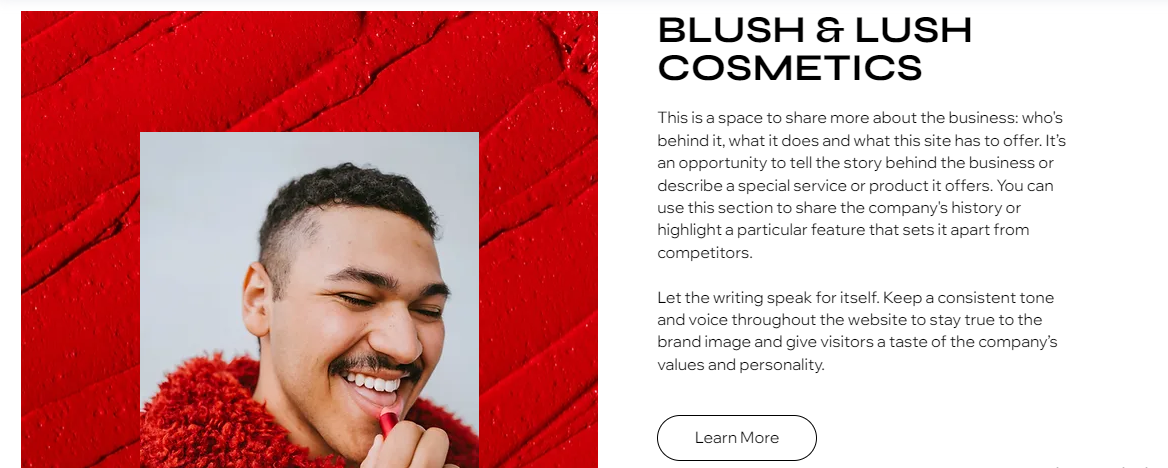 BLUSH & LUSH
COSMETICS
This is a space to share more about the business: who's
behind it, what it does and what this site has to offer. It's
an opportunity to tell the story behind the business or
describe a special service or product it offers. You can
use this section to share the company's history or
highlight a particular feature that sets it apart from
competitors.
Let the writing speak for itself. Keep a consistent tone
and voice throughout the website to stay true to the
brand image and give visitors a taste of the company's
values and personality.
Learn More